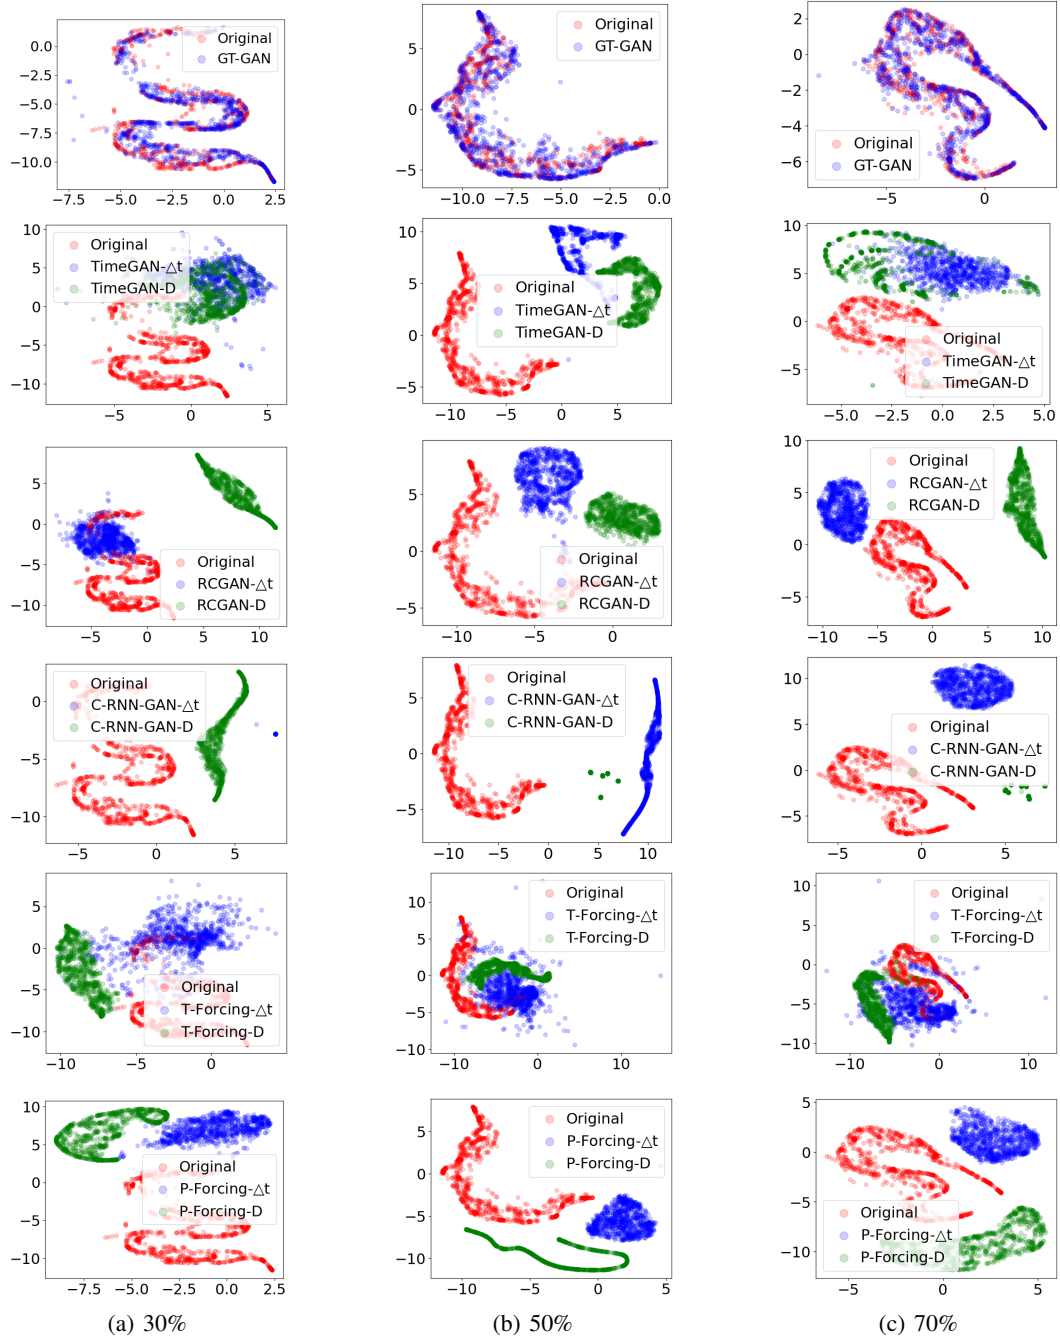 0.0
−2.5
−5.0
−7.5
−10.0
−7.5
−5.0
−2.5
0.0
2.5
Original
GT-GAN
5
0
−5
−10.0
−7.5
−5.0
−2.5
0.0
Original
GT-GAN
2
0
−2
−4
−6
−5
0
Original
GT-GAN
10
5
0
−5
−10
−5
0
5
Original
TimeGAN-△t
TimeGAN-D
10
5
0
−5
−10
−5
0
5
Original
TimeGAN-△t
TimeGAN-D
10
5
0
−5
−5.0
−2.5
0.0
2.5
5.0
Original
TimeGAN-△t
TimeGAN-D
5
0
−5
−10
−5
0
5
10
Original
RCGAN-△t
RCGAN-D
5
0
−5
−10
−5
0
Original
RCGAN-△t
RCGAN-D
10
5
0
−5
−10
−5
0
5
10
Original
RCGAN-△t
RCGAN-D
0
−5
−10
−5
0
5
Original
C-RNN-GAN-△t
C-RNN-GAN-D
5
0
−5
−10
−5
0
5
10
Original
C-RNN-GAN-△t
C-RNN-GAN-D
10
5
0
−5
−5
0
5
Original
C-RNN-GAN-△t
C-RNN-GAN-D
5
0
−5
−10
−10
−5
0
Original
T-Forcing-△t
T-Forcing-D
10
5
0
−5
−10
−10
0
10
Original
T-Forcing-△t
T-Forcing-D
10
5
0
−5
−10
−10
0
10
Original
T-Forcing-△t
T-Forcing-D
10
5
0
−5
−10
−7.5
−5.0
−2.5
0.0
2.5
Original
P-Forcing-△t
P-Forcing-D
5
0
−5
−10
−10
−5
0
5
Original
P-Forcing-△t
P-Forcing-D
5
0
−5
−10
−5
0
5
Original
P-Forcing-△t
P-Forcing-D
(a) 30%
(b) 50%
(c) 70%